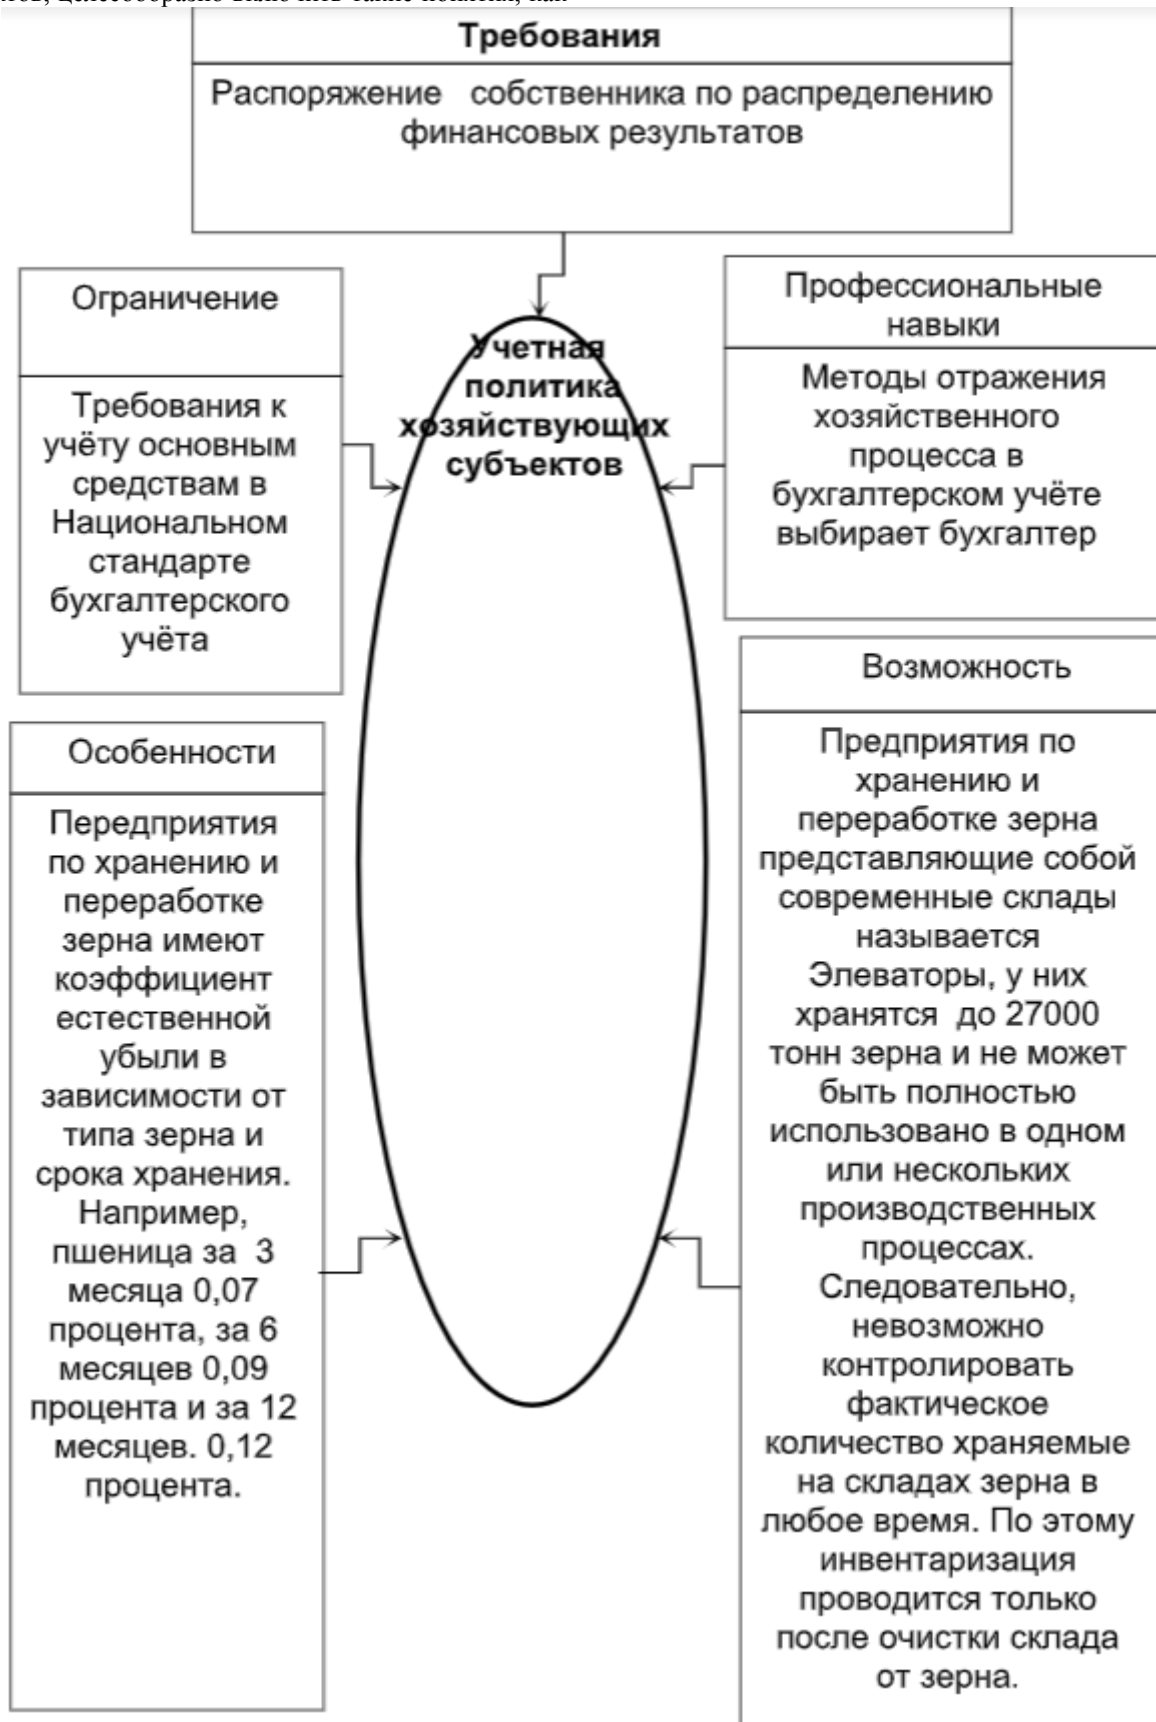 целесообразно включить такие понятия, как
Требования
Распоряжение собственника по распределению
финансовых результатов
Ограничение
Требования к
учёту основным
средствам в
Национальном
стандарте
бухгалтерского
учёта
Учетная
политика
хозяйствующих
субъектов
Профессиональные
навыки
Методы отражения
хозяйственного
процесса в
бухгалтерском учёте
выбирает бухгалтер
Особенности
Передприятия
по хранению и
переработке
зерна имеют
коэффициент
естественной
убыли в
зависимости от
типа зерна и
срока хранения.
Например,
пшеница за 3
месяца 0,07
процента, за 6
месяцев 0,09
процента и за 12
месяцев. 0,12
процента.
Возможность
Предприятия по
хранению и
переработке зерна
представляющие собой
современные склады
называется
Элеваторы, у них
хранятся до 27000
тонн зерна и не может
быть полностью
использовано в одном
или нескольких
производственных
процессах.
Следовательно,
невозможно
контролировать
фактическое
количество храняемые
на складах зерна в
любое время. По этому
инвентаризация
проводится только
после очистки склада
от зерна.